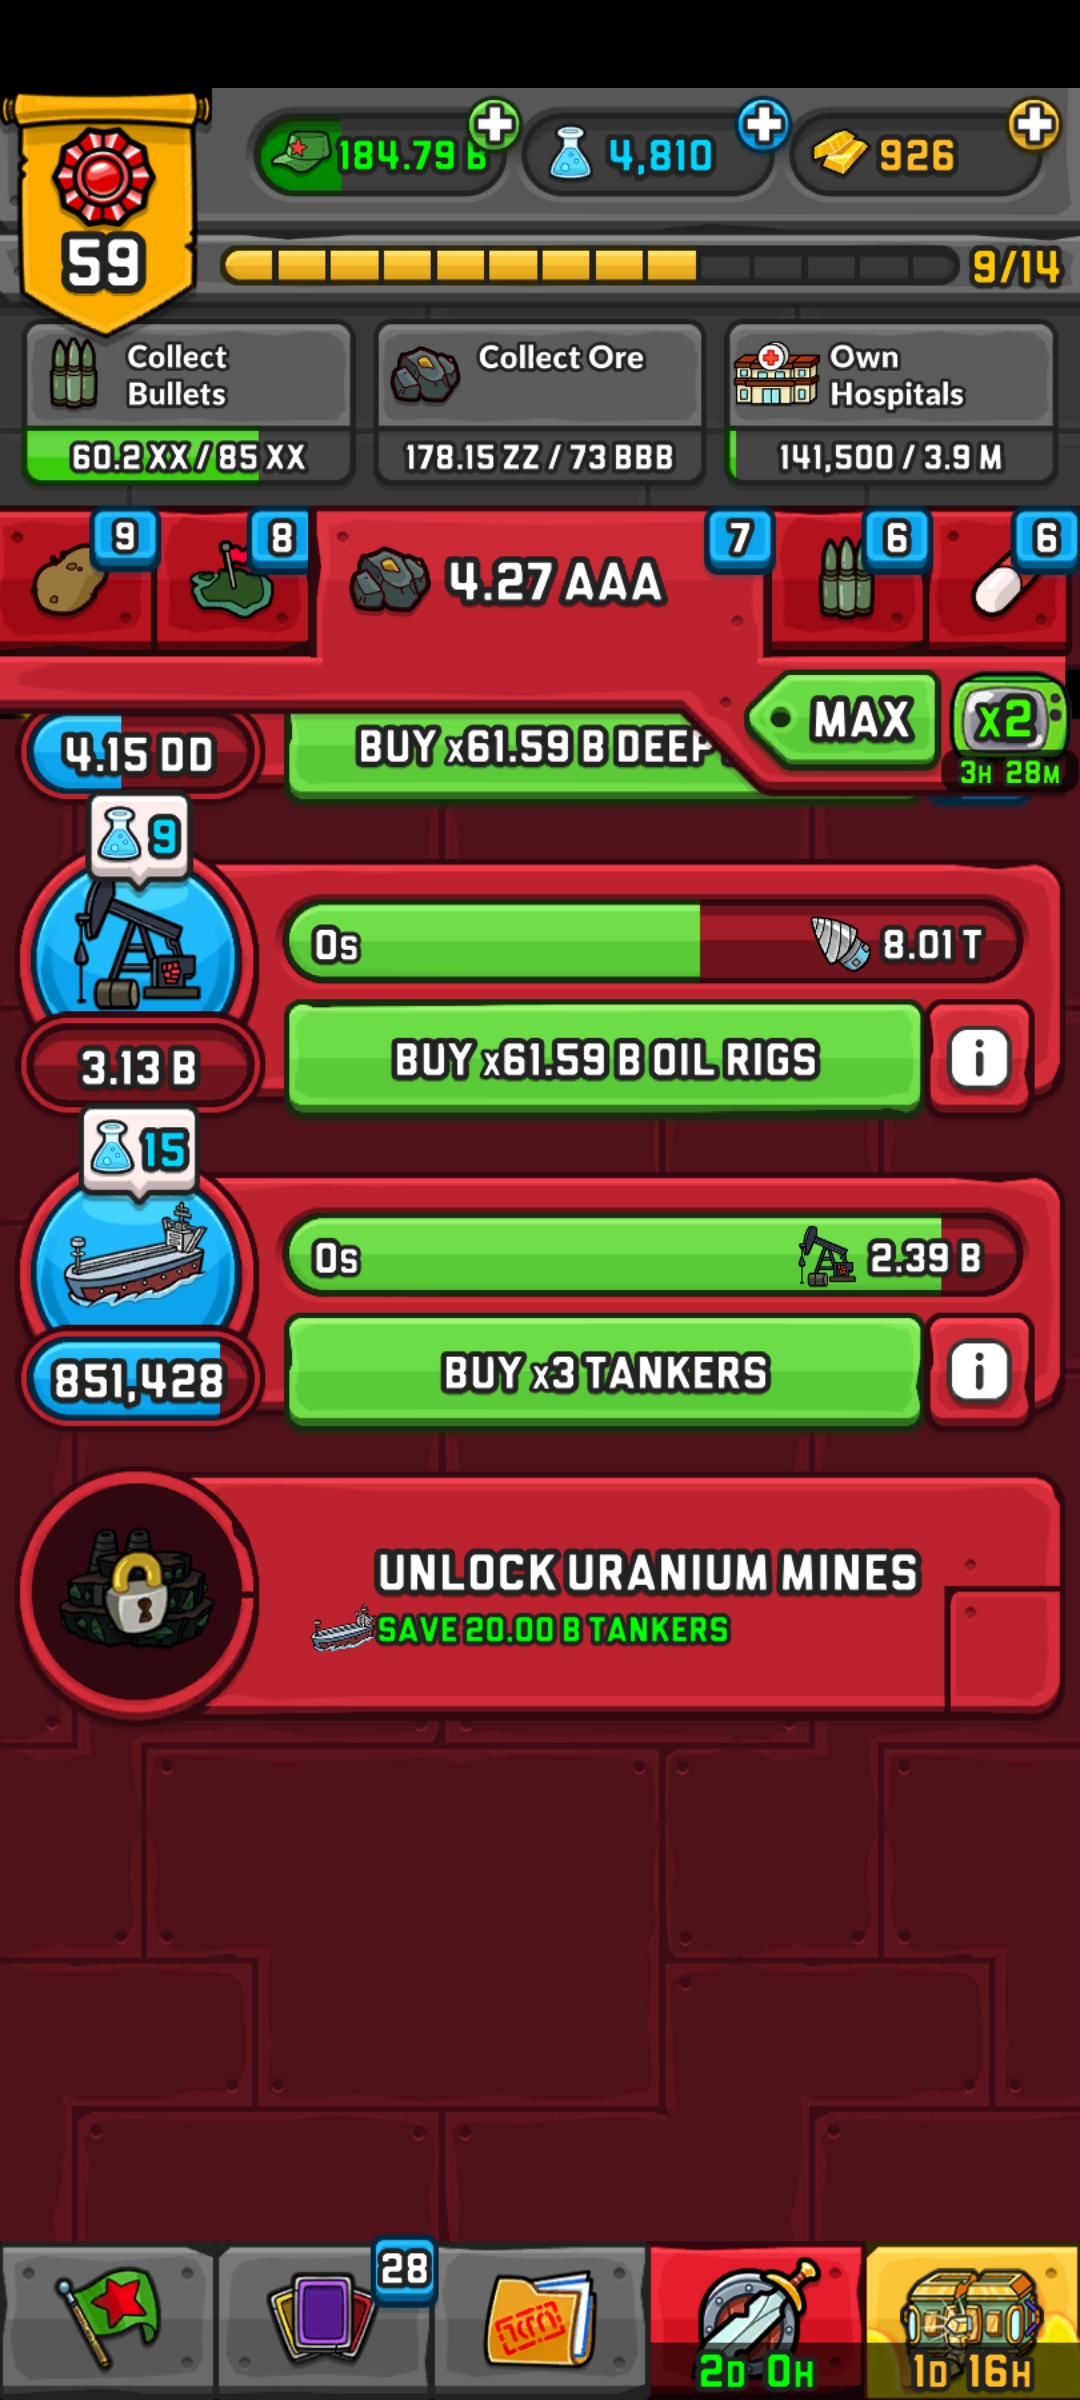 184.79 B
4,810
926
59
9/14
Collect
Bullets
60.2 XX / 85 XX
Collect Ore
178.15 ZZ / 73 BBB
Own
Hospitals
141,500 / 3.9 M
9
8
4.27 AAA
7
6
6
MAX
x2
3H 28M
4.15 DD
BUY x61.59 B DEEP
9
0s
8.01 T
3.13 B
BUY x61.59 B OIL RIGS
i
15
0s
2.39 B
851,428
BUY x3 TANKERS
i
UNLOCK URANIUM MINES
SAVE 20.00 B TANKERS
28
2D 0H
1D 16H